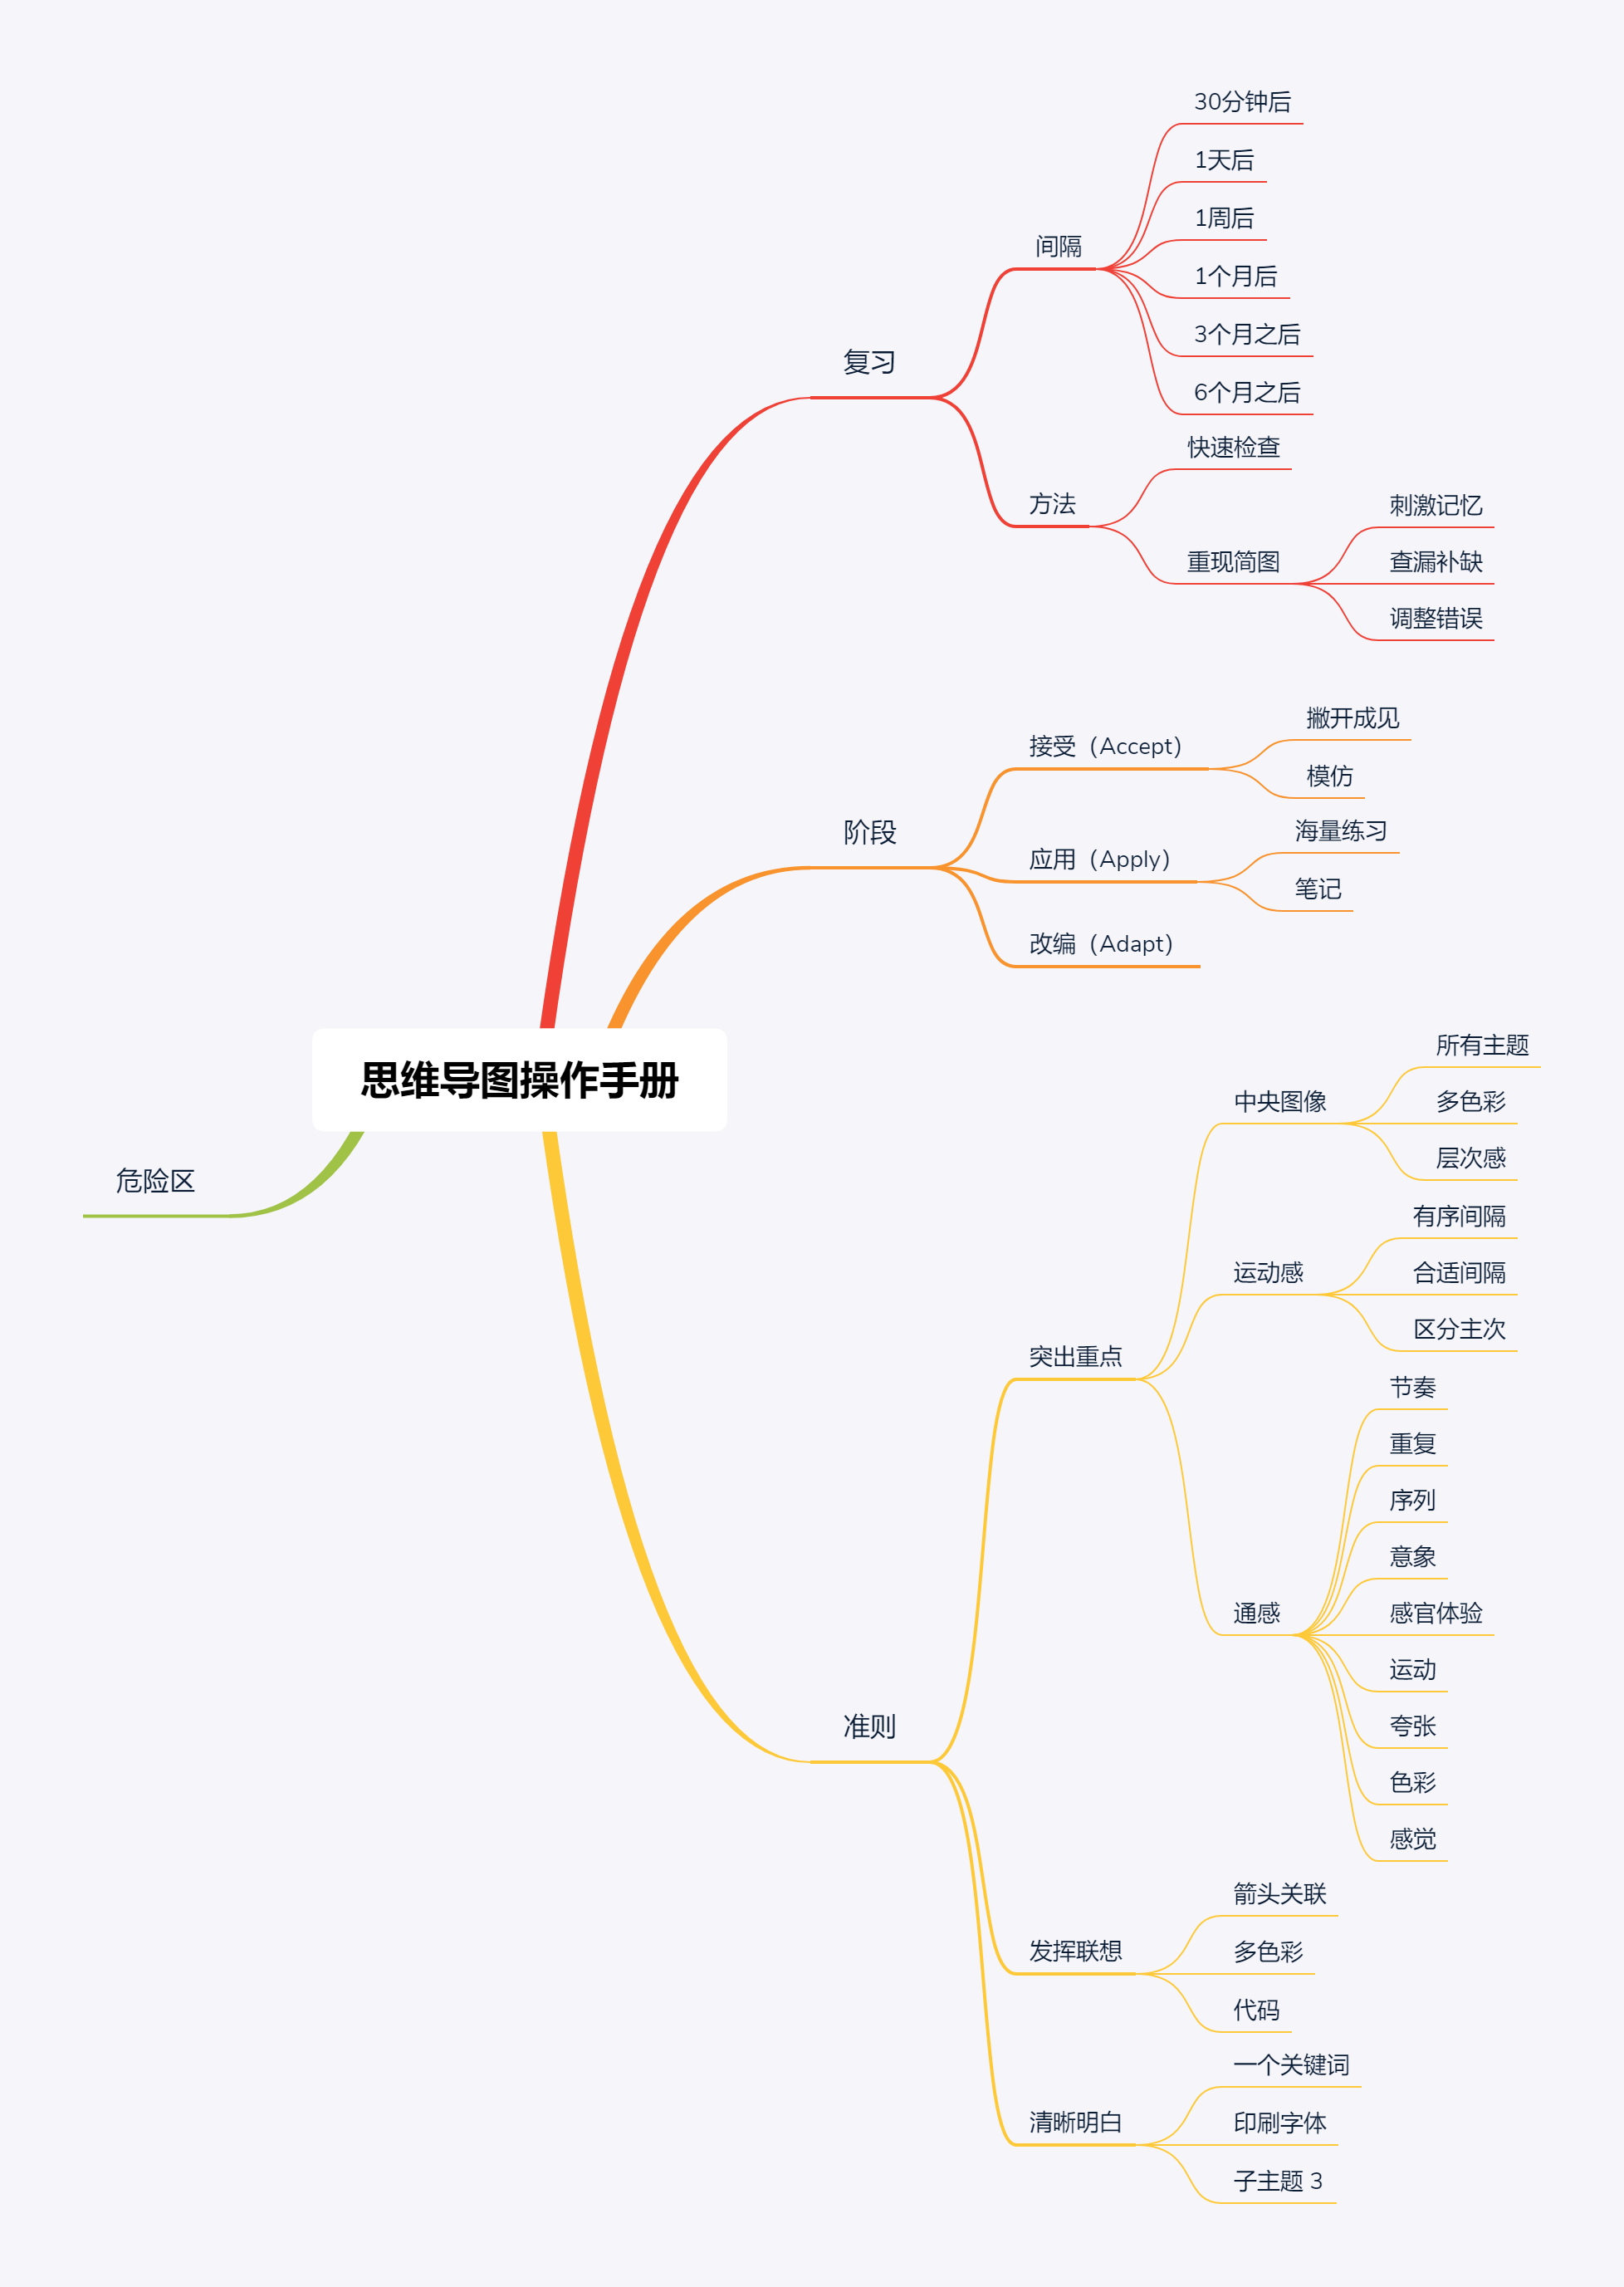 思维导图操作手册
复习
间隔
30分钟后
1天后
1周后
1个月后
3个月之后
6个月之后
方法
快速检查
重现简图
刺激记忆
查漏补缺
调整错误
阶段
接受（Accept）
撇开成见
模仿
应用（Apply）
海量练习
笔记
改编（Adapt）
准则
突出重点
中央图像
所有主题
多色彩
层次感
运动感
有序间隔
合适间隔
区分主次
通感
节奏
重复
序列
意象
感官体验
运动
夸张
色彩
感觉
发挥联想
箭头关联
多色彩
代码
清晰明白
一个关键词
印刷字体
子主题 3
危险区